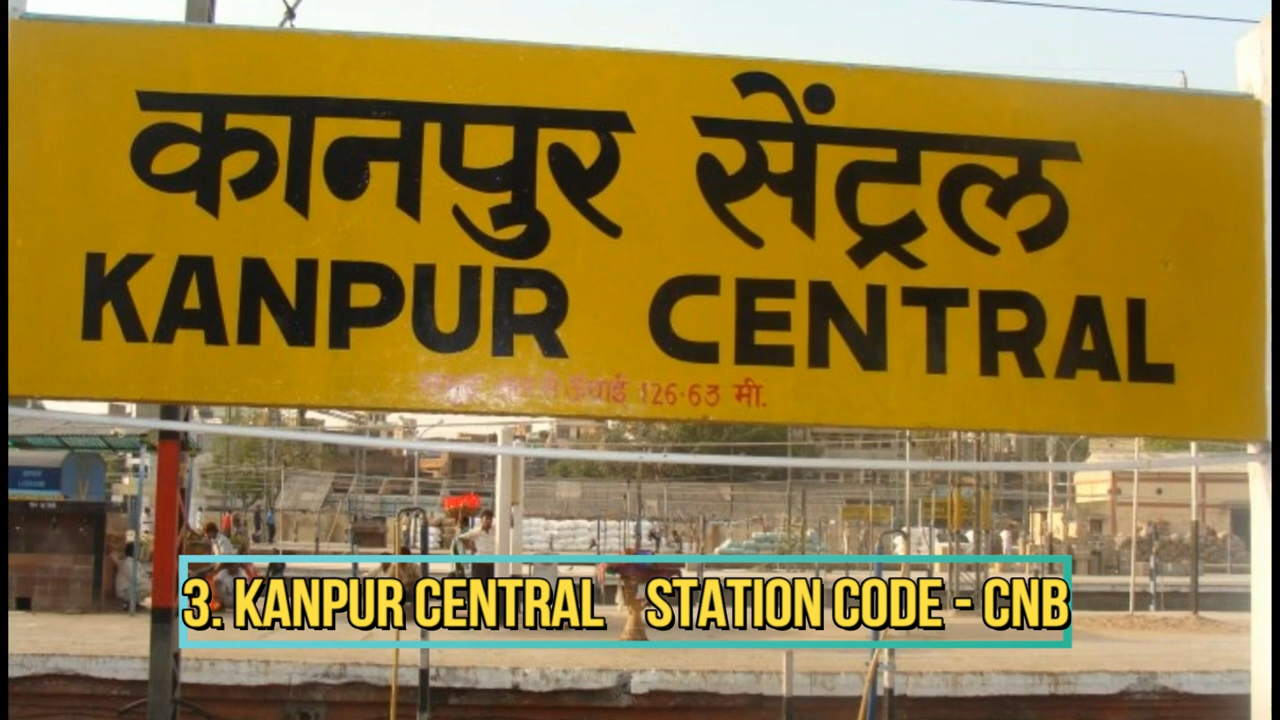 कानपुर सेंट्रल
KANPUR CENTRAL
ऊंचाई 126.63 मी.
3. KANPUR CENTRAL STATION CODE - CNB